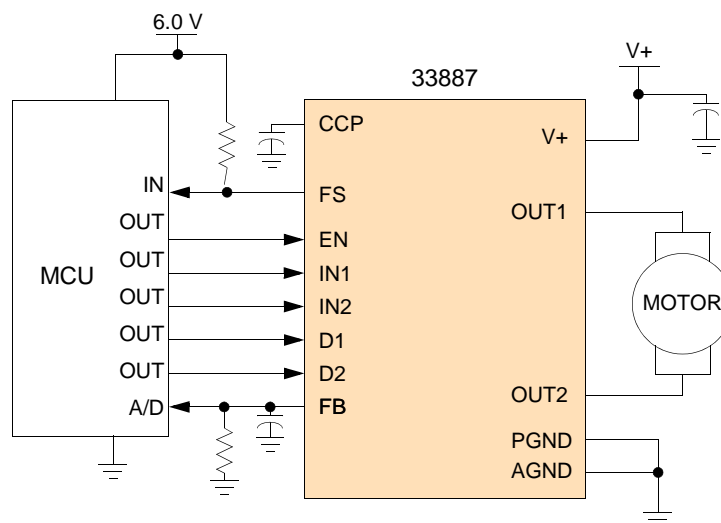 6.0 V
V+
33887
CCP
V+
IN
FS
OUT
OUT1
EN
OUT
IN1
MCU
OUT
IN2
MOTOR
OUT
D1
OUT
D2
OUT2
A/D
FB
PGND
AGND